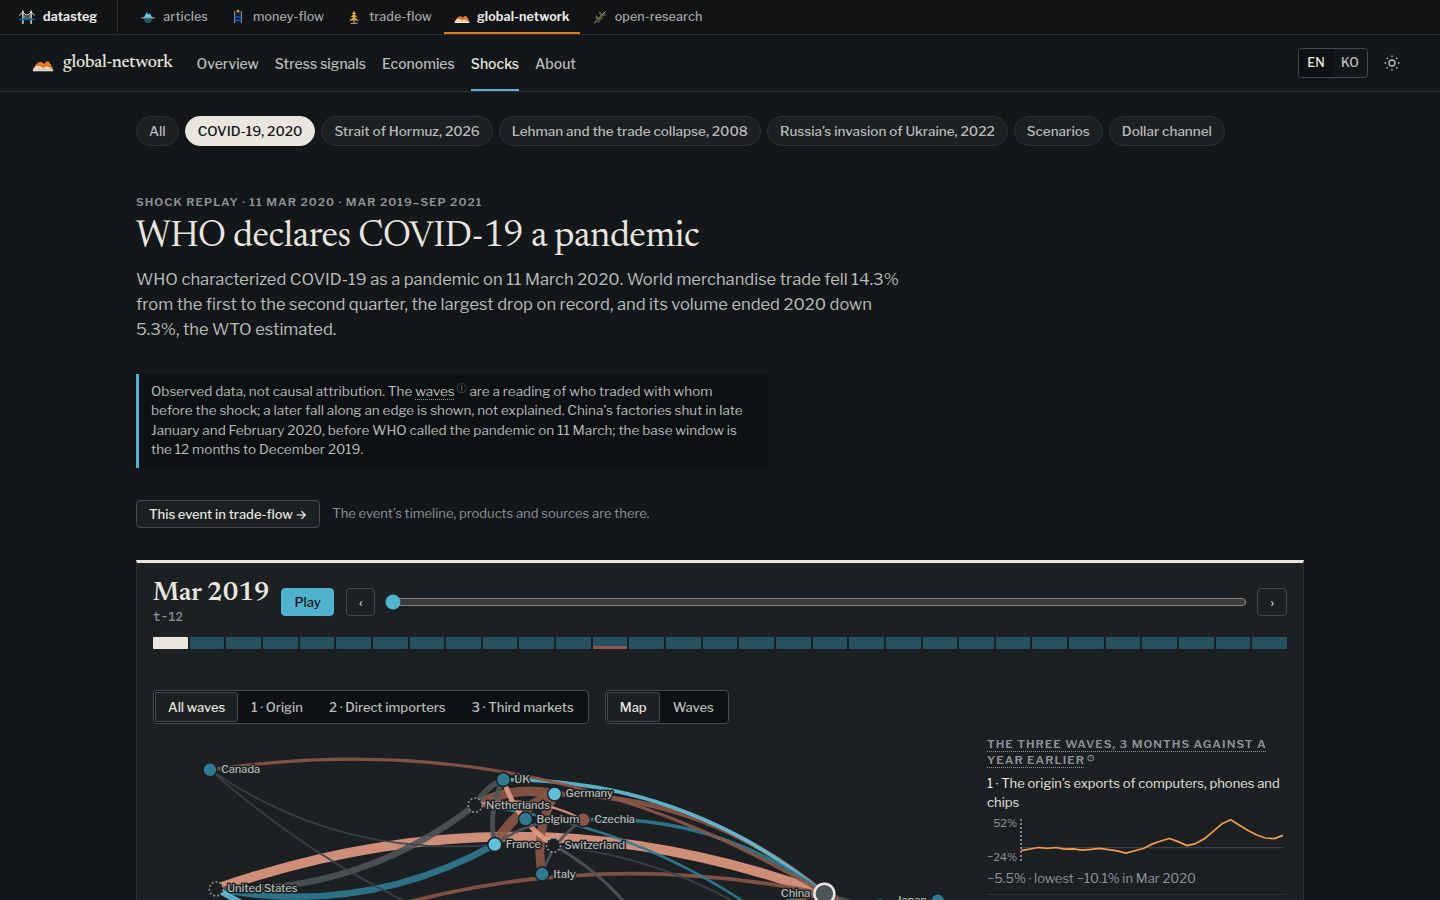 datasteg articles money-flow trade-flow global-network open-research
global-network Overview Stress signals Economies Shocks About EN KO
All COVID-19, 2020 Strait of Hormuz, 2026 Lehman and the trade collapse, 2008 Russia's invasion of Ukraine, 2022 Scenarios Dollar channel
SHOCK REPLAY · 11 MAR 2020 · MAR 2019–SEP 2021
WHO declares COVID-19 a pandemic
WHO characterized COVID-19 as a pandemic on 11 March 2020. World merchandise trade fell 14.3%
from the first to the second quarter, the largest drop on record, and its volume ended 2020 down
5.3%, the WTO estimated.
Observed data, not causal attribution. The waves ⓘ are a reading of who traded with whom
before the shock; a later fall along an edge is shown, not explained. China's factories shut in late
January and February 2020, before WHO called the pandemic on 11 March; the base window is
the 12 months to December 2019.
This event in trade-flow → The event's timeline, products and sources are there.
Mar 2019
t-12
Play ‹ ›
All waves 1 · Origin 2 · Direct importers 3 · Third markets Map Waves
THE THREE WAVES, 3 MONTHS AGAINST A
YEAR EARLIER ⓘ
1 · The origin's exports of computers, phones and
chips
52%
−24%
−5.5% · lowest −10.1% in Mar 2020
Canada
UK
Germany
Netherlands
Belgium
Czechia
France
Switzerland
Italy
United States
China
Japan